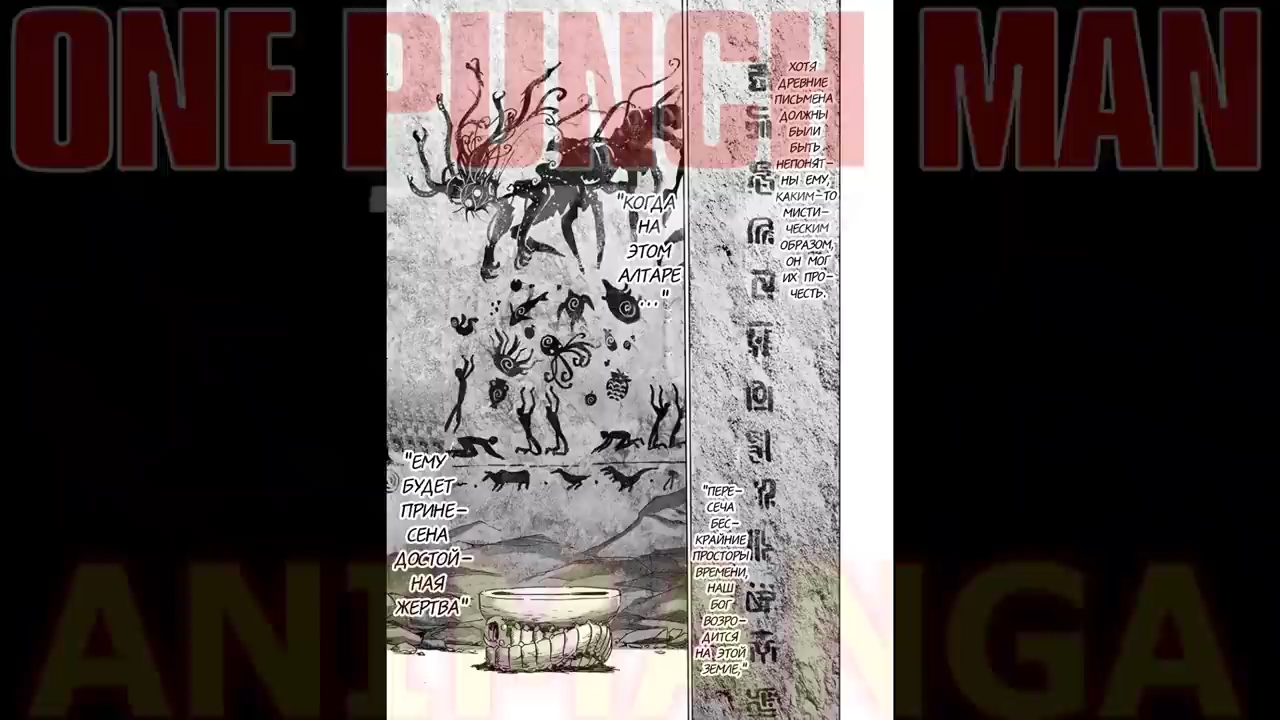 ONE PUNCH MAN
ХОТЯ
ДРЕВНИЕ
ПИСЬМЕНА
ДОЛЖНЫ
БЫЛИ
БЫТЬ
НЕПОНЯТ-
НЫ ЕМУ,
КАКИМ-ТО
МИСТИ-
ЧЕСКИМ
ОБРАЗОМ,
ОН МОГ
ИХ ПРО-
ЧЕСТЬ.
"ПЕРЕ-
СЕЧА
БЕС-
КРАЙНИЕ
ПРОСТОРЫ
ВРЕМЕНИ,
НАШ
БОГ
ВОЗРО-
ДИТСЯ
НА ЭТОЙ
ЗЕМЛЕ,"
"КОГДА
НА
ЭТОМ
АЛТАРЕ
..."
"ЕМУ
БУДЕТ
ПРИНЕ-
СЕНА
ДОСТОЙ-
НАЯ
ЖЕРТВА"